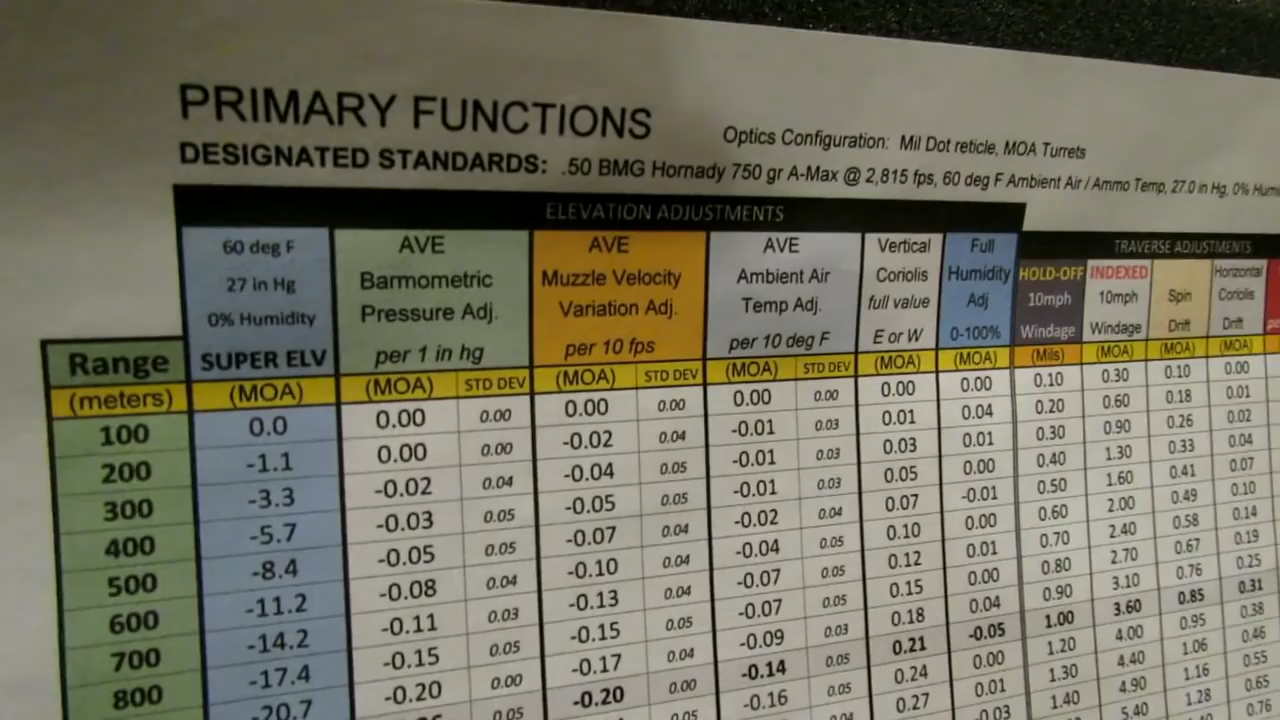 PRIMARY FUNCTIONS
Optics Configuration: Mil Dot reticle, MOA Turrets
DESIGNATED STANDARDS: .50 BMG Hornady 750 gr A-Max @ 2,815 fps, 60 deg F Ambient Air / Ammo Temp, 27.0 in Hg, 0% Hum
ELEVATION ADJUSTMENTS
TRAVERSE ADJUSTMENTS
60 deg F AVE AVE AVE Vertical Full
27 in Hg Barmometric Muzzle Velocity Ambient Air Coriolis Humidity HOLD-OFF INDEXED Horizontal
0% Humidity Pressure Adj. Variation Adj. Temp Adj. full value Adj 10mph 10mph Spin Coriolis
Range SUPER ELV per 1 in hg per 10 fps per 10 deg F E or W 0-100% Windage Windage Drift Drift
(meters) (MOA) (MOA) STD DEV (MOA) STD DEV (MOA) STD DEV (MOA) (MOA) (Mils) (MOA) (MOA) (MOA)
100 0.0 0.00 0.00 0.00 0.00 0.00 0.00 0.00 0.00 0.10 0.30 0.10 0.00
200 -1.1 0.00 0.00 -0.02 0.04 -0.01 0.03 0.01 0.04 0.20 0.60 0.18 0.01
300 -3.3 -0.02 0.04 -0.04 0.05 -0.01 0.03 0.03 0.01 0.30 0.90 0.26 0.02
400 -5.7 -0.03 0.05 -0.05 0.05 -0.01 0.03 0.05 0.00 0.40 1.30 0.33 0.04
500 -8.4 -0.05 0.05 -0.07 0.04 -0.02 0.04 0.07 -0.01 0.50 1.60 0.41 0.07
600 -11.2 -0.08 0.04 -0.10 0.04 -0.04 0.05 0.10 0.00 0.60 2.00 0.49 0.10
700 -14.2 -0.11 0.03 -0.13 0.04 -0.07 0.05 0.12 0.01 0.70 2.40 0.58 0.14
800 -17.4 -0.15 0.05 -0.15 0.05 -0.07 0.05 0.15 0.00 0.80 2.70 0.67 0.19
-20.7 -0.20 0.00 -0.17 0.04 -0.09 0.03 0.18 0.04 0.90 3.10 0.76 0.25
0.05 -0.20 0.00 -0.14 0.05 0.21 -0.05 1.00 3.60 0.85 0.31
0.05 -0.16 0.05 0.24 0.00 1.20 4.00 0.95 0.38
0.04 0.27 0.01 1.30 4.40 1.06 0.46
-0.03 1.40 4.90 1.16 0.55
5.40 1.28 0.65
0.76